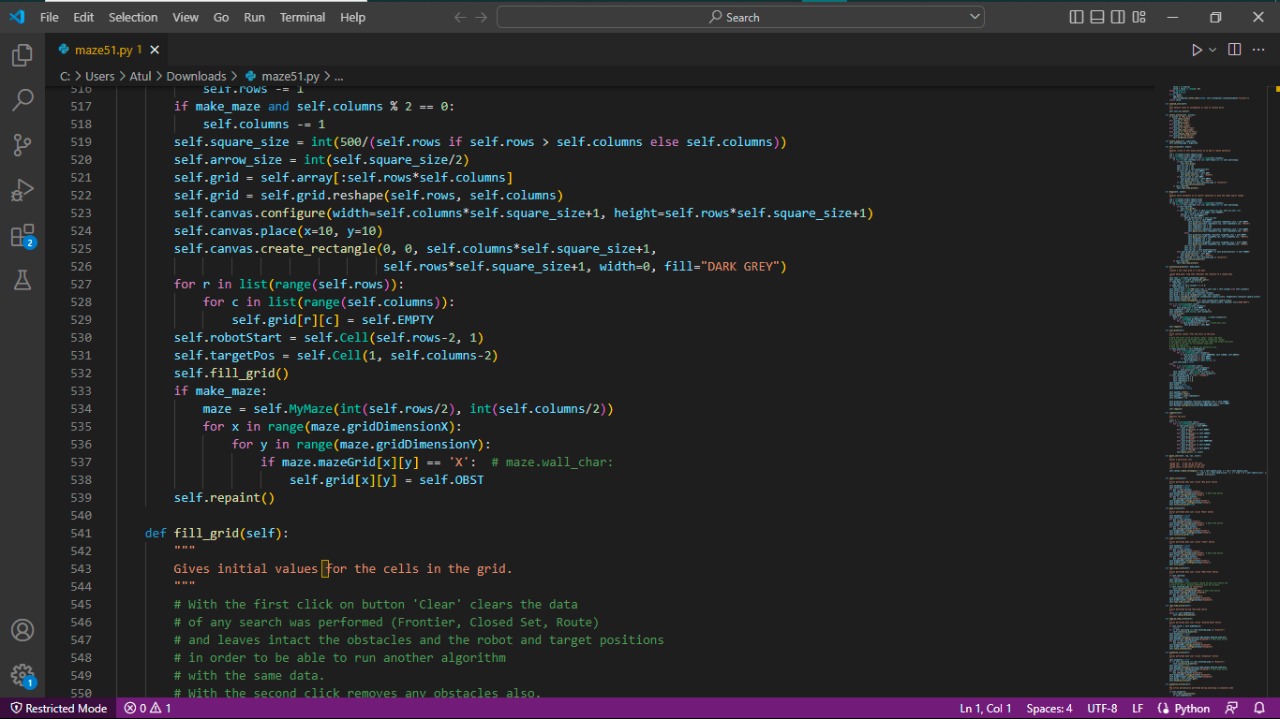 File Edit Selection View Go Run Terminal Help Search
maze51.py 1
C: > Users > Atul > Downloads > maze51.py > ...
516 self.rows -= 1
517 if make_maze and self.columns % 2 == 0:
518 self.columns -= 1
519 self.square_size = int(500/(self.rows if self.rows > self.columns else self.columns))
520 self.arrow_size = int(self.square_size/2)
521 self.grid = self.array[:self.rows*self.columns]
522 self.grid = self.grid.reshape(self.rows, self.columns)
523 self.canvas.configure(width=self.columns*self.square_size+1, height=self.rows*self.square_size+1)
524 self.canvas.place(x=10, y=10)
525 self.canvas.create_rectangle(0, 0, self.columns*self.square_size+1,
526 self.rows*self.square_size+1, width=0, fill="DARK GREY")
527 for r in list(range(self.rows)):
528 for c in list(range(self.columns)):
529 self.grid[r][c] = self.EMPTY
530 self.robotStart = self.Cell(self.rows-2, 1)
531 self.targetPos = self.Cell(1, self.columns-2)
532 self.fill_grid()
533 if make_maze:
534 maze = self.MyMaze(int(self.rows/2), int(self.columns/2))
535 for x in range(maze.gridDimensionX):
536 for y in range(maze.gridDimensionY):
537 if maze.mazeGrid[x][y] == 'X': # maze.wall_char:
538 self.grid[x][y] = self.OBST
539 self.repaint()
540
541 def fill_grid(self):
542 """
543 Gives initial values for the cells in the grid.
544 """
545 # With the first click on button 'Clear' clears the data
546 # of any search was performed (Frontier, Closed Set, Route)
547 # and leaves intact the obstacles and the robot and target positions
548 # in order to be able to run another algorithm
549 # with the same data.
550 # With the second click removes any obstacles also.
2
1
Restricted Mode 0 1 Ln 1, Col 1 Spaces: 4 UTF-8 LF Python